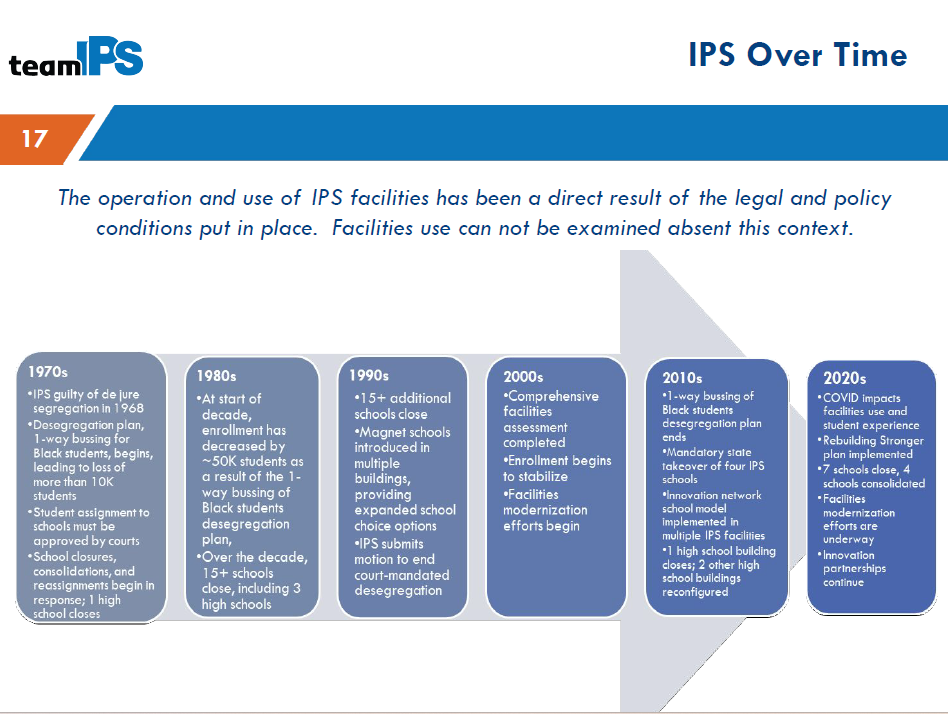 teamIPS
IPS Over Time
17
The operation and use of IPS facilities has been a direct result of the legal and policy
conditions put in place. Facilities use can not be examined absent this context.
1970s
•IPS guilty of de jure
segregation in 1968
•Desegregation plan,
1-way bussing for
Black students, begins,
leading to loss of
more than 10K
students
•Student assignment to
schools must be
approved by courts
•School closures,
consolidations, and
reassignments begin in
response; 1 high
school closes
1980s
•At start of
decade,
enrollment has
decreased by
~50K students as
a result of the 1-
way bussing of
Black students
desegregation
plan,
•Over the decade,
15+ schools
close, including 3
high schools
1990s
•15+ additional
schools close
•Magnet schools
introduced in
multiple
buildings,
providing
expanded school
choice options
•IPS submits
motion to end
court-mandated
desegregation
2000s
•Comprehensive
facilities
assessment
completed
•Enrollment begins
to stabilize
•Facilities
modernization
efforts begin
2010s
•1-way bussing of
Black students
desegregation plan
ends
•Mandatory state
takeover of four IPS
schools
•Innovation network
school model
implemented in
multiple IPS facilities
•1 high school building
closes; 2 other high
school buildings
reconfigured
2020s
•COVID impacts
facilities use and
student experience
•Rebuilding Stronger
plan implemented
•7 schools close, 4
schools consolidated
•Facilities
modernization
efforts are
underway
•Innovation
partnerships
continue